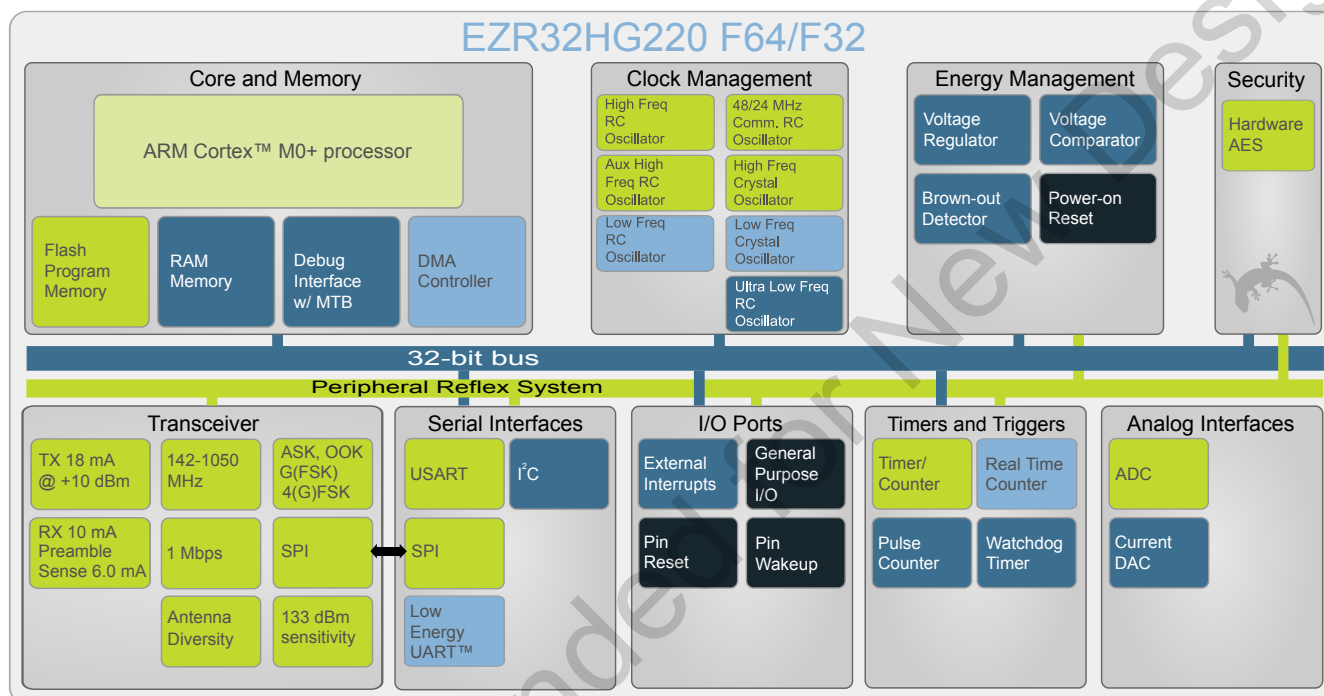 EZR32HG220 F64/F32
Core and Memory
ARM Cortex™ M0+ processor
Flash
Program
Memory
RAM
Memory
Debug
Interface
w/ MTB
DMA
Controller
Clock Management
High Freq
RC
Oscillator
48/24 MHz
Comm. RC
Oscillator
Aux High
Freq RC
Oscillator
High Freq
Crystal
Oscillator
Low Freq
RC
Oscillator
Low Freq
Crystal
Oscillator
Ultra Low Freq
RC
Oscillator
Energy Management
Voltage
Regulator
Voltage
Comparator
Brown-out
Detector
Power-on
Reset
Security
Hardware
AES
32-bit bus
Peripheral Reflex System
Transceiver
TX 18 mA
@ +10 dBm
142-1050
MHz
ASK, OOK
G(FSK)
4(G)FSK
RX 10 mA
Preamble
Sense 6.0 mA
1 Mbps
SPI
Antenna
Diversity
133 dBm
sensitivity
Serial Interfaces
USART
I²C
SPI
Low
Energy
UART™
I/O Ports
External
Interrupts
General
Purpose
I/O
Pin
Reset
Pin
Wakeup
Timers and Triggers
Timer/
Counter
Real Time
Counter
Pulse
Counter
Watchdog
Timer
Analog Interfaces
ADC
Current
DAC
for New